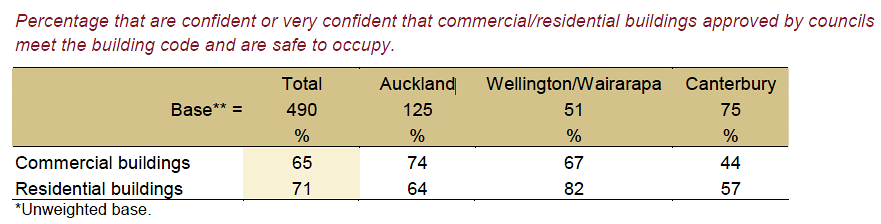 Percentage that are confident or very confident that commercial/residential buildings approved by councils
meet the building code and are safe to occupy.
Total Auckland Wellington/Wairarapa Canterbury
Base** = 490 125 51 75
% % % %
Commercial buildings 65 74 67 44
Residential buildings 71 64 82 57
*Unweighted base.